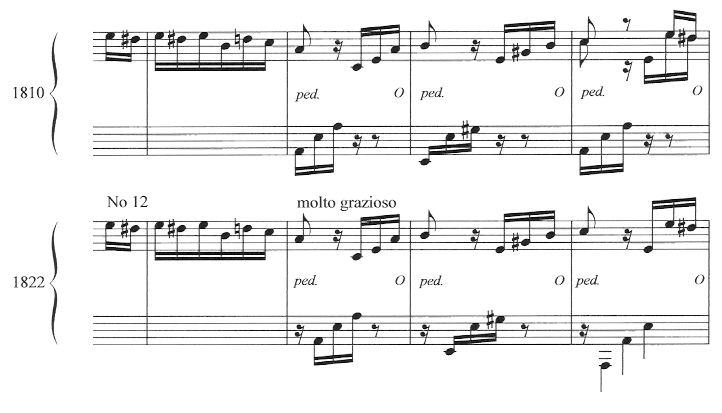 1810
ped. O ped. O ped. O
No 12 molto grazioso
1822
ped. O ped. O ped. O